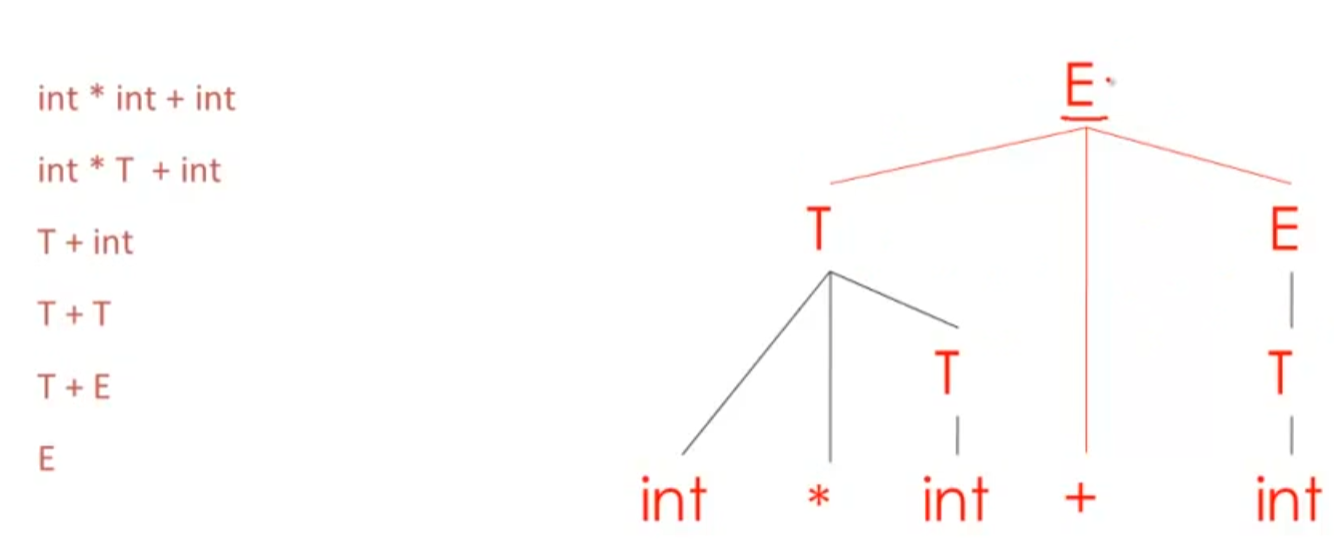 int * int + int
int * T + int
T + int
T + T
T + E
E
E
T E
T T
int * int + int